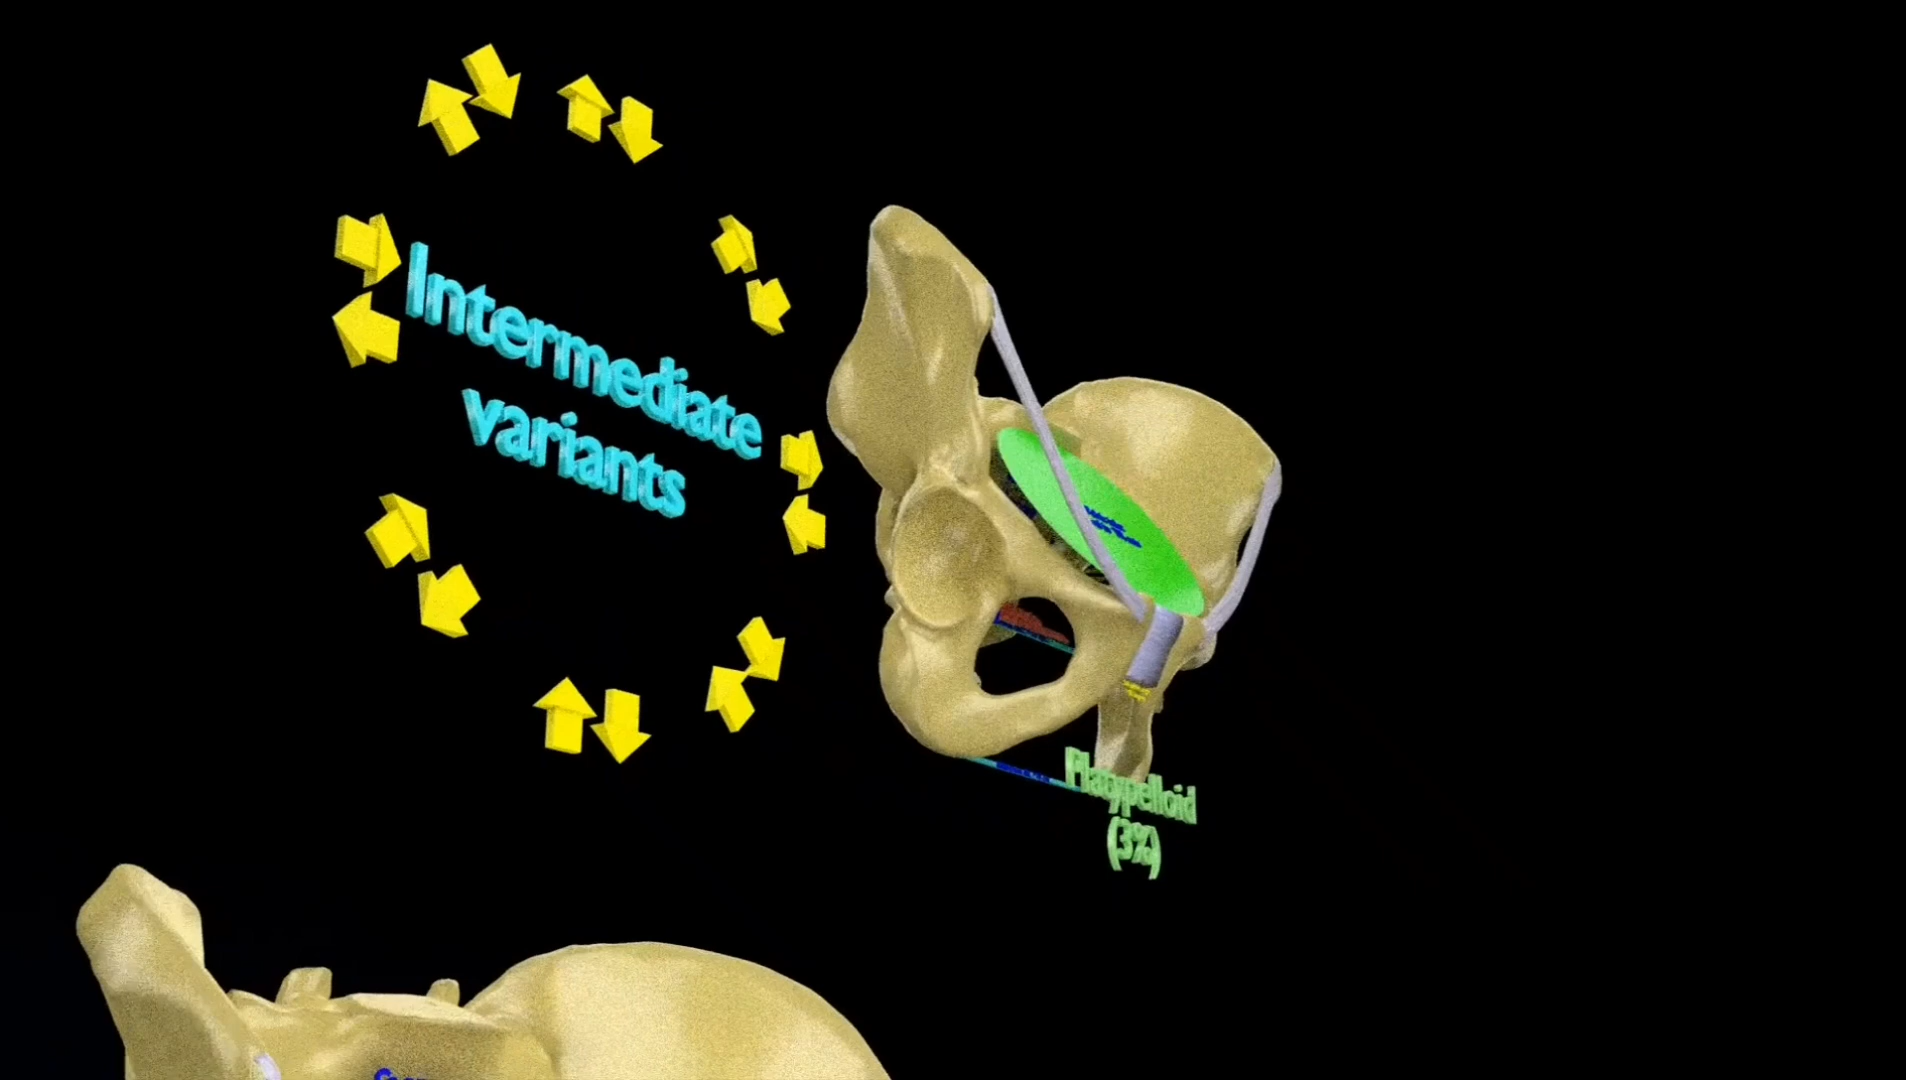 Intermediate
variants
Platypelloid
(3%)